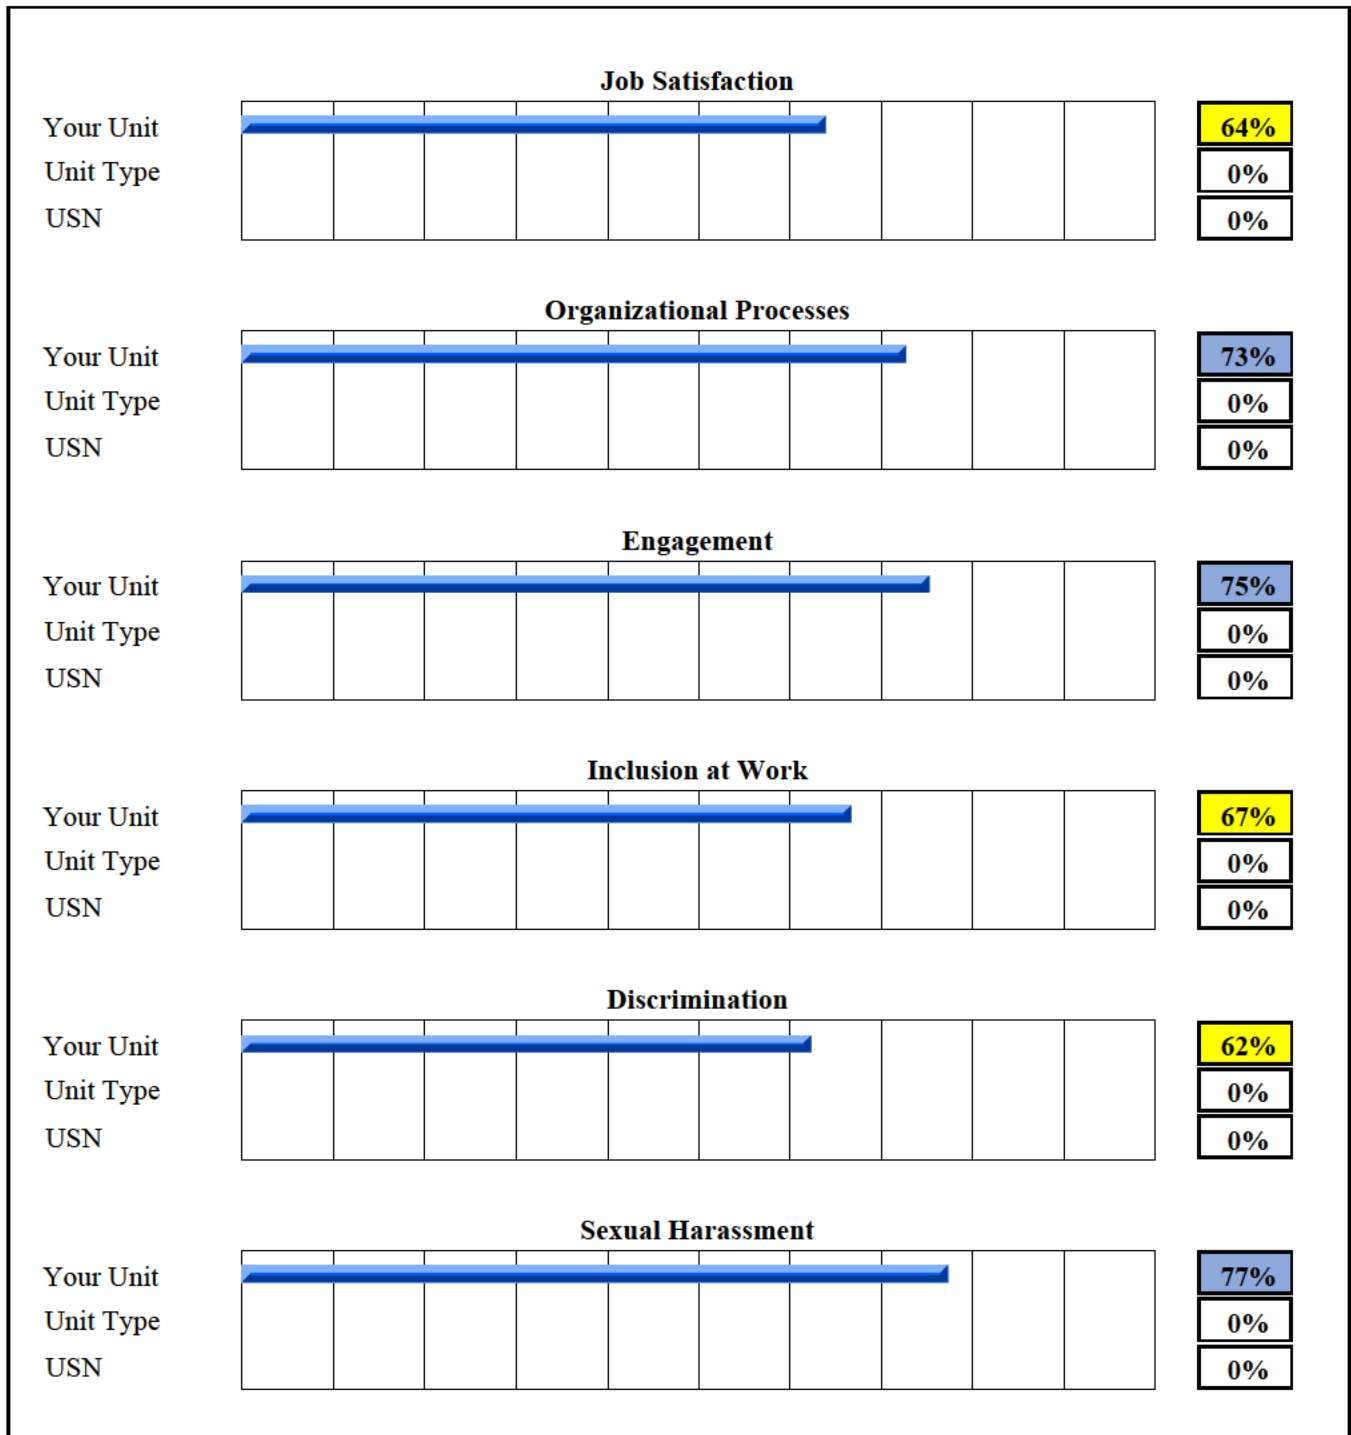 Job Satisfaction
Your Unit 64%
Unit Type 0%
USN 0%
Organizational Processes
Your Unit 73%
Unit Type 0%
USN 0%
Engagement
Your Unit 75%
Unit Type 0%
USN 0%
Inclusion at Work
Your Unit 67%
Unit Type 0%
USN 0%
Discrimination
Your Unit 62%
Unit Type 0%
USN 0%
Sexual Harassment
Your Unit 77%
Unit Type 0%
USN 0%